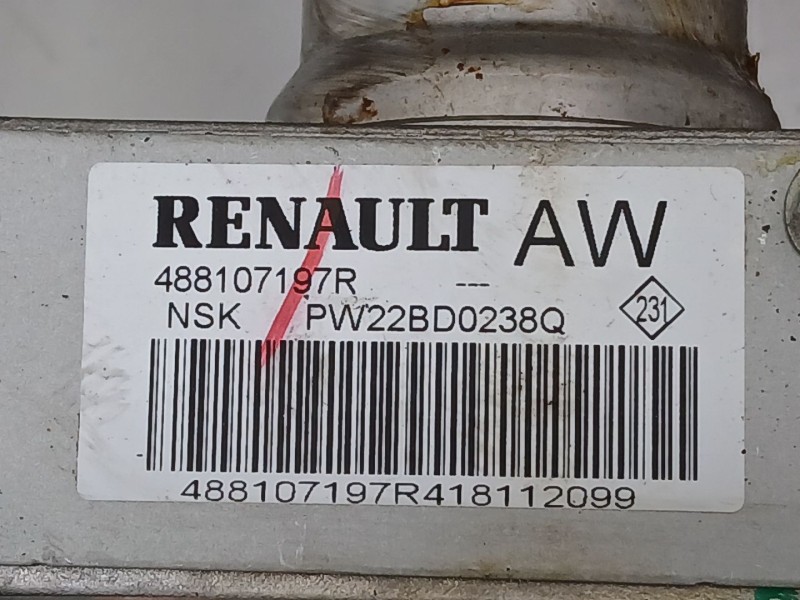 RENAULT AW
488107197R ---
NSK PW22BD0238Q 231
488107197R418112099